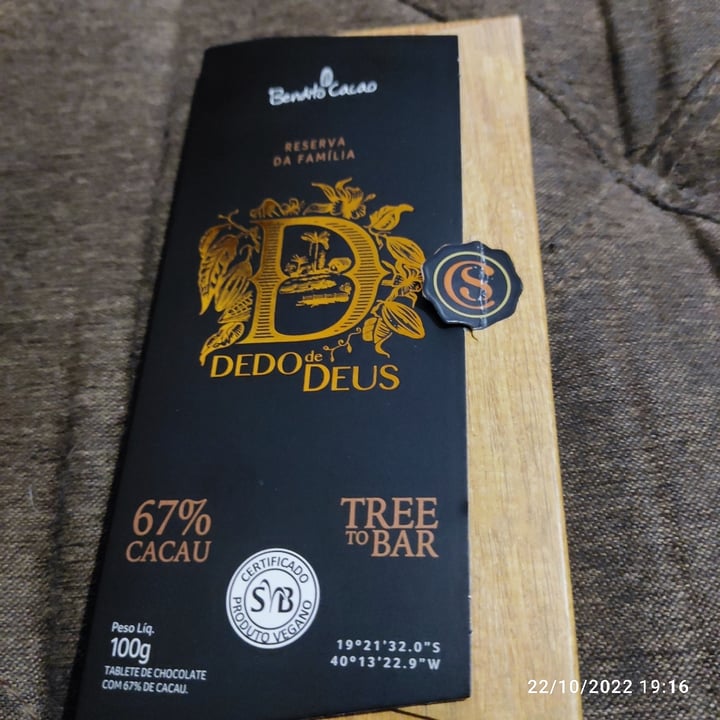 Bendito Cacao
RESERVA
DA FAMÍLIA
D
DEDO de DEUS
CS
67%
CACAU
TREE
TO BAR
CERTIFICADO
SVB
PRODUTO VEGANO
Peso Líq.
100g
TABLETE DE CHOCOLATE
COM 67% DE CACAU.
19°21'32.0"S
40°13'22.9"W
22/10/2022 19:16